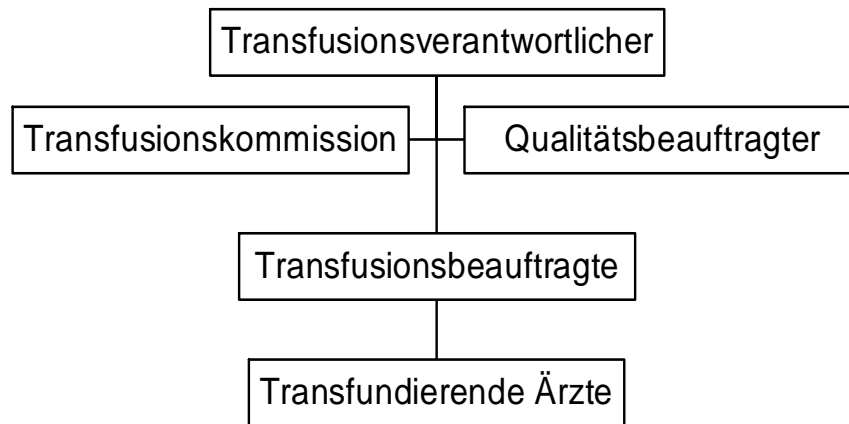 Transfusionsverantwortlicher
Transfusionskommission
Qualitätsbeauftragter
Transfusionsbeauftragte
Transfundierende Ärzte